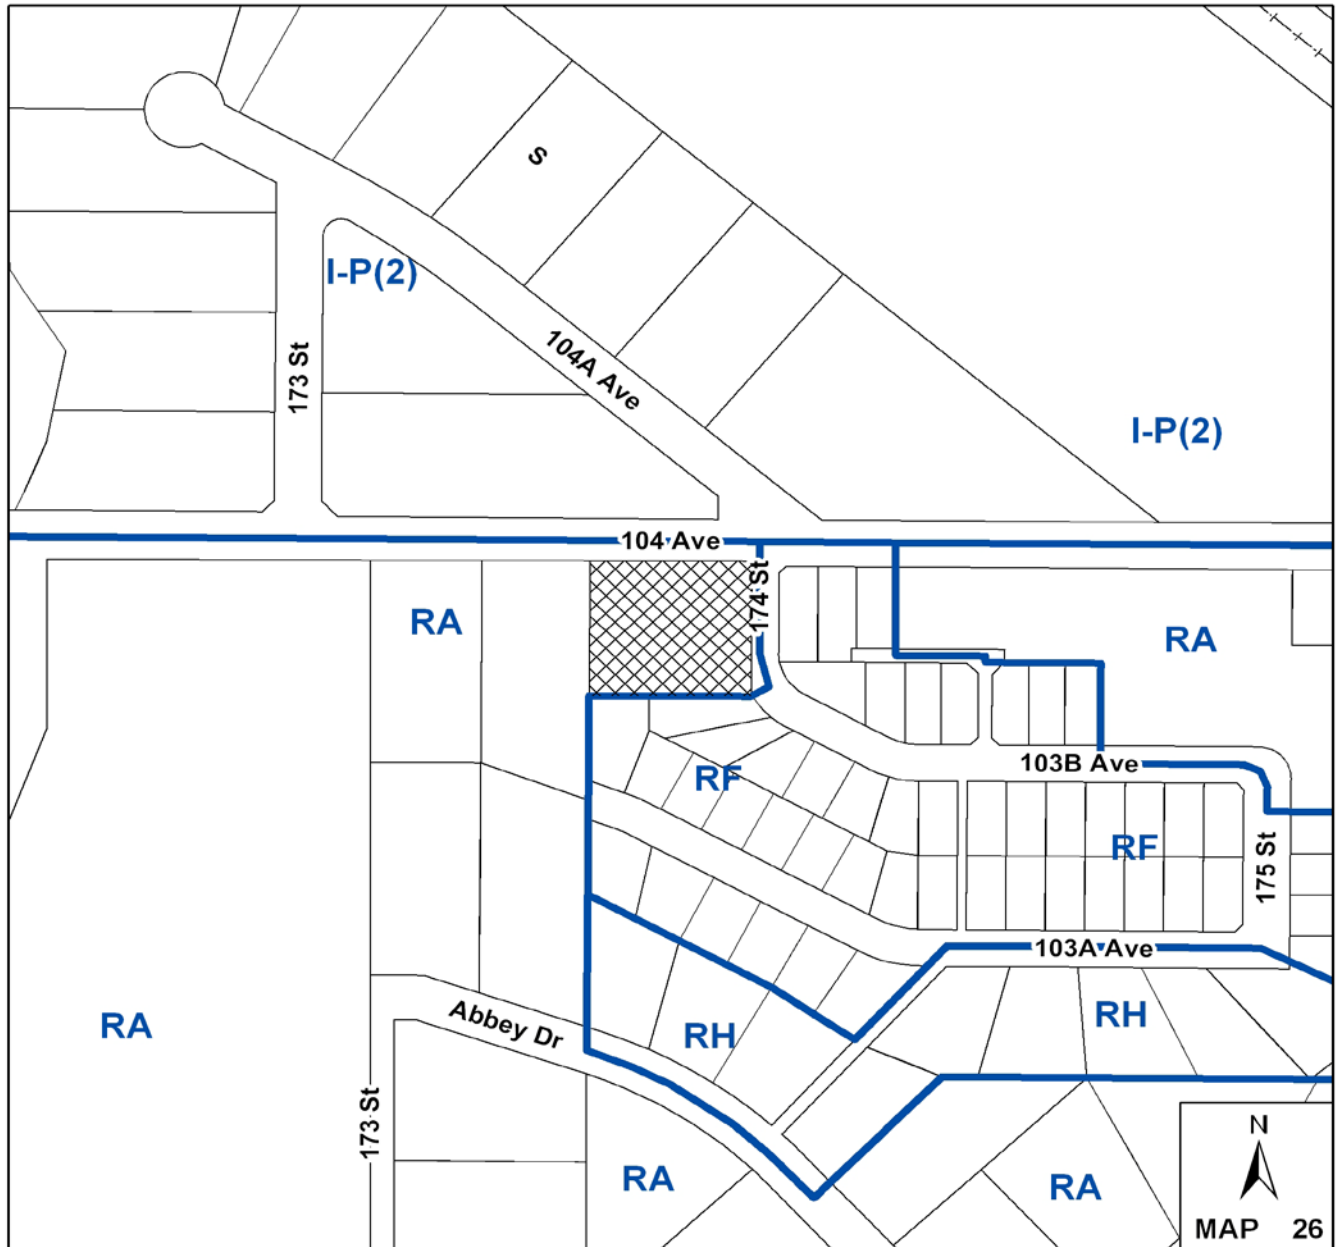 S
I-P(2)
104A Ave
173 St
I-P(2)
104 Ave
174 St
RA
RA
RF
103B Ave
RF
175 St
103A Ave
RA
Abbey Dr
RH
RH
173 St
RA
RA
N
MAP 26